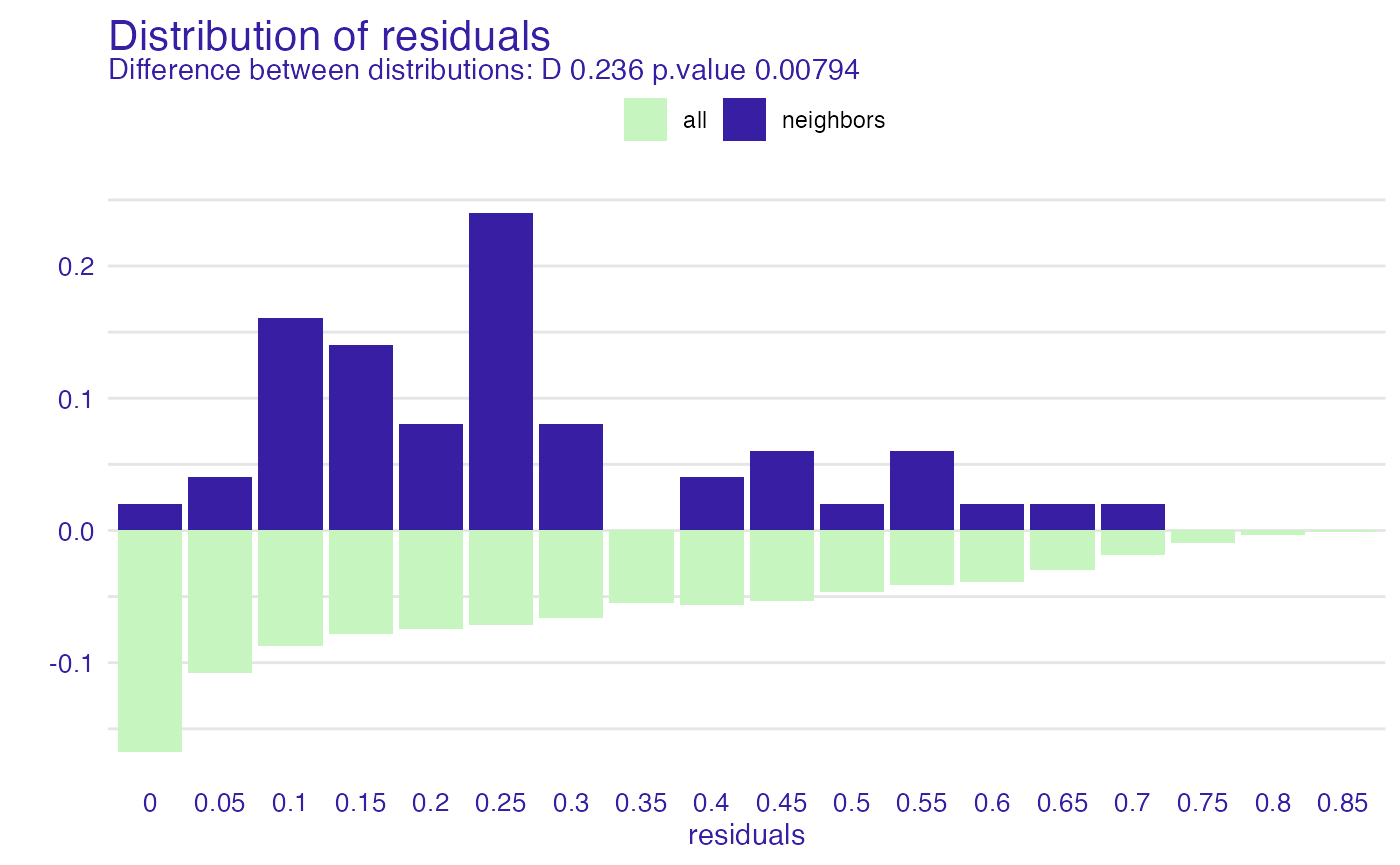 Distribution of residuals
Difference between distributions: D 0.236 p.value 0.00794
all neighbors
0.2
0.1
0.0
-0.1
0 0.05 0.1 0.15 0.2 0.25 0.3 0.35 0.4 0.45 0.5 0.55 0.6 0.65 0.7 0.75 0.8 0.85
residuals